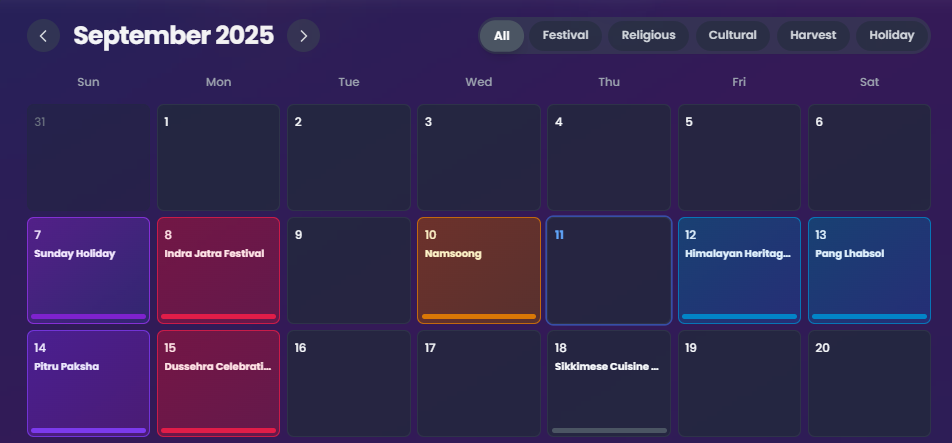 September 2025
All Festival Religious Cultural Harvest Holiday
Sun Mon Tue Wed Thu Fri Sat
31 1 2 3 4 5 6
7 8 9 10 11 12 13
Sunday Holiday Indra Jatra Festival Namsoong Himalayan Heritag... Pang Lhabsol
14 15 16 17 18 19 20
Pitru Paksha Dussehra Celebrati... Sikkimese Cuisine ...